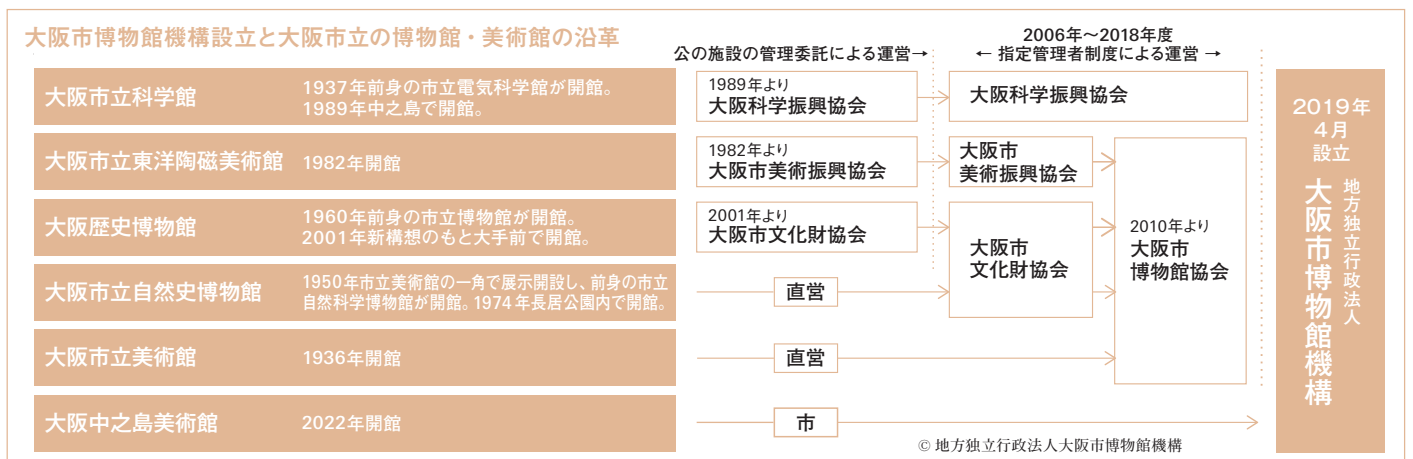 大阪市博物館機構設立と大阪市立の博物館・美術館の沿革
公の施設の管理委託による運営→
2006年〜2018年度
← 指定管理者制度による運営 →
大阪市立科学館
1937年前身の市立電気科学館が開館。
1989年中之島で開館。
1989年より
大阪科学振興協会
大阪科学振興協会
大阪市立東洋陶磁美術館
1982年開館
1982年より
大阪市美術振興協会
大阪市
美術振興協会
大阪歴史博物館
1960年前身の市立博物館が開館。
2001年新構想のもと大手前で開館。
2001年より
大阪市文化財協会
大阪市
文化財協会
2010年より
大阪市
博物館協会
大阪市立自然史博物館
1950年市立美術館の一角で展示開設し、前身の市立
自然科学博物館が開館。1974年長居公園内で開館。
直営
大阪市立美術館
1936年開館
直営
大阪中之島美術館
2022年開館
市
2019年
4月
設立
地方独立行政法人
大阪市博物館機構
© 地方独立行政法人大阪市博物館機構